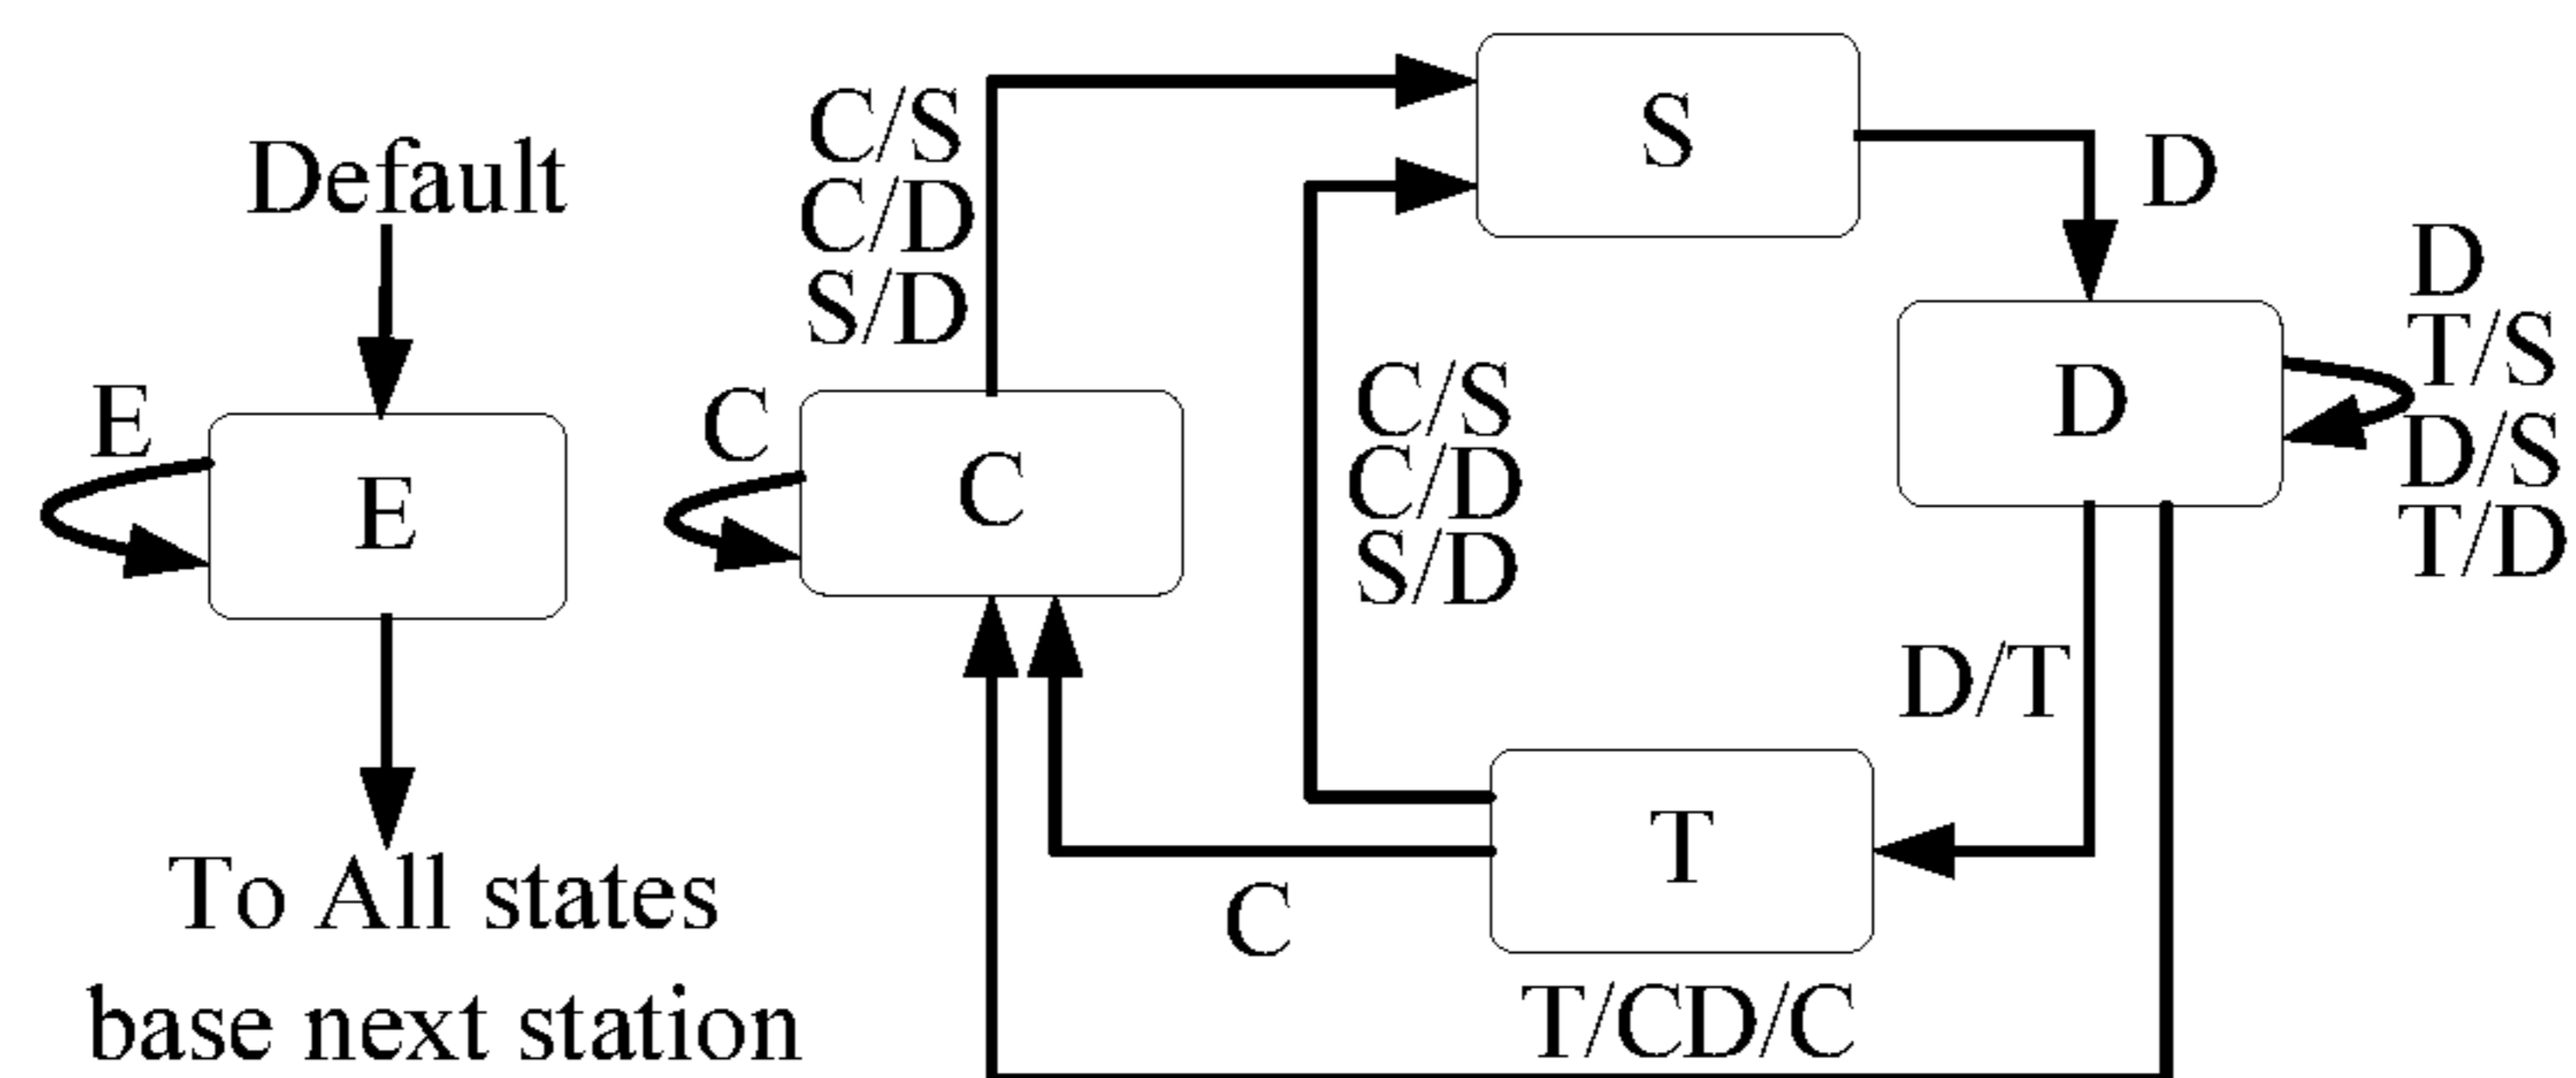 Default
E
E
To All states
base next station
C/S
C/D
S/D
C
C
S
D
D
D
T/S
D/S
T/D
C/S
C/D
S/D
D/T
T
C
T/CD/C